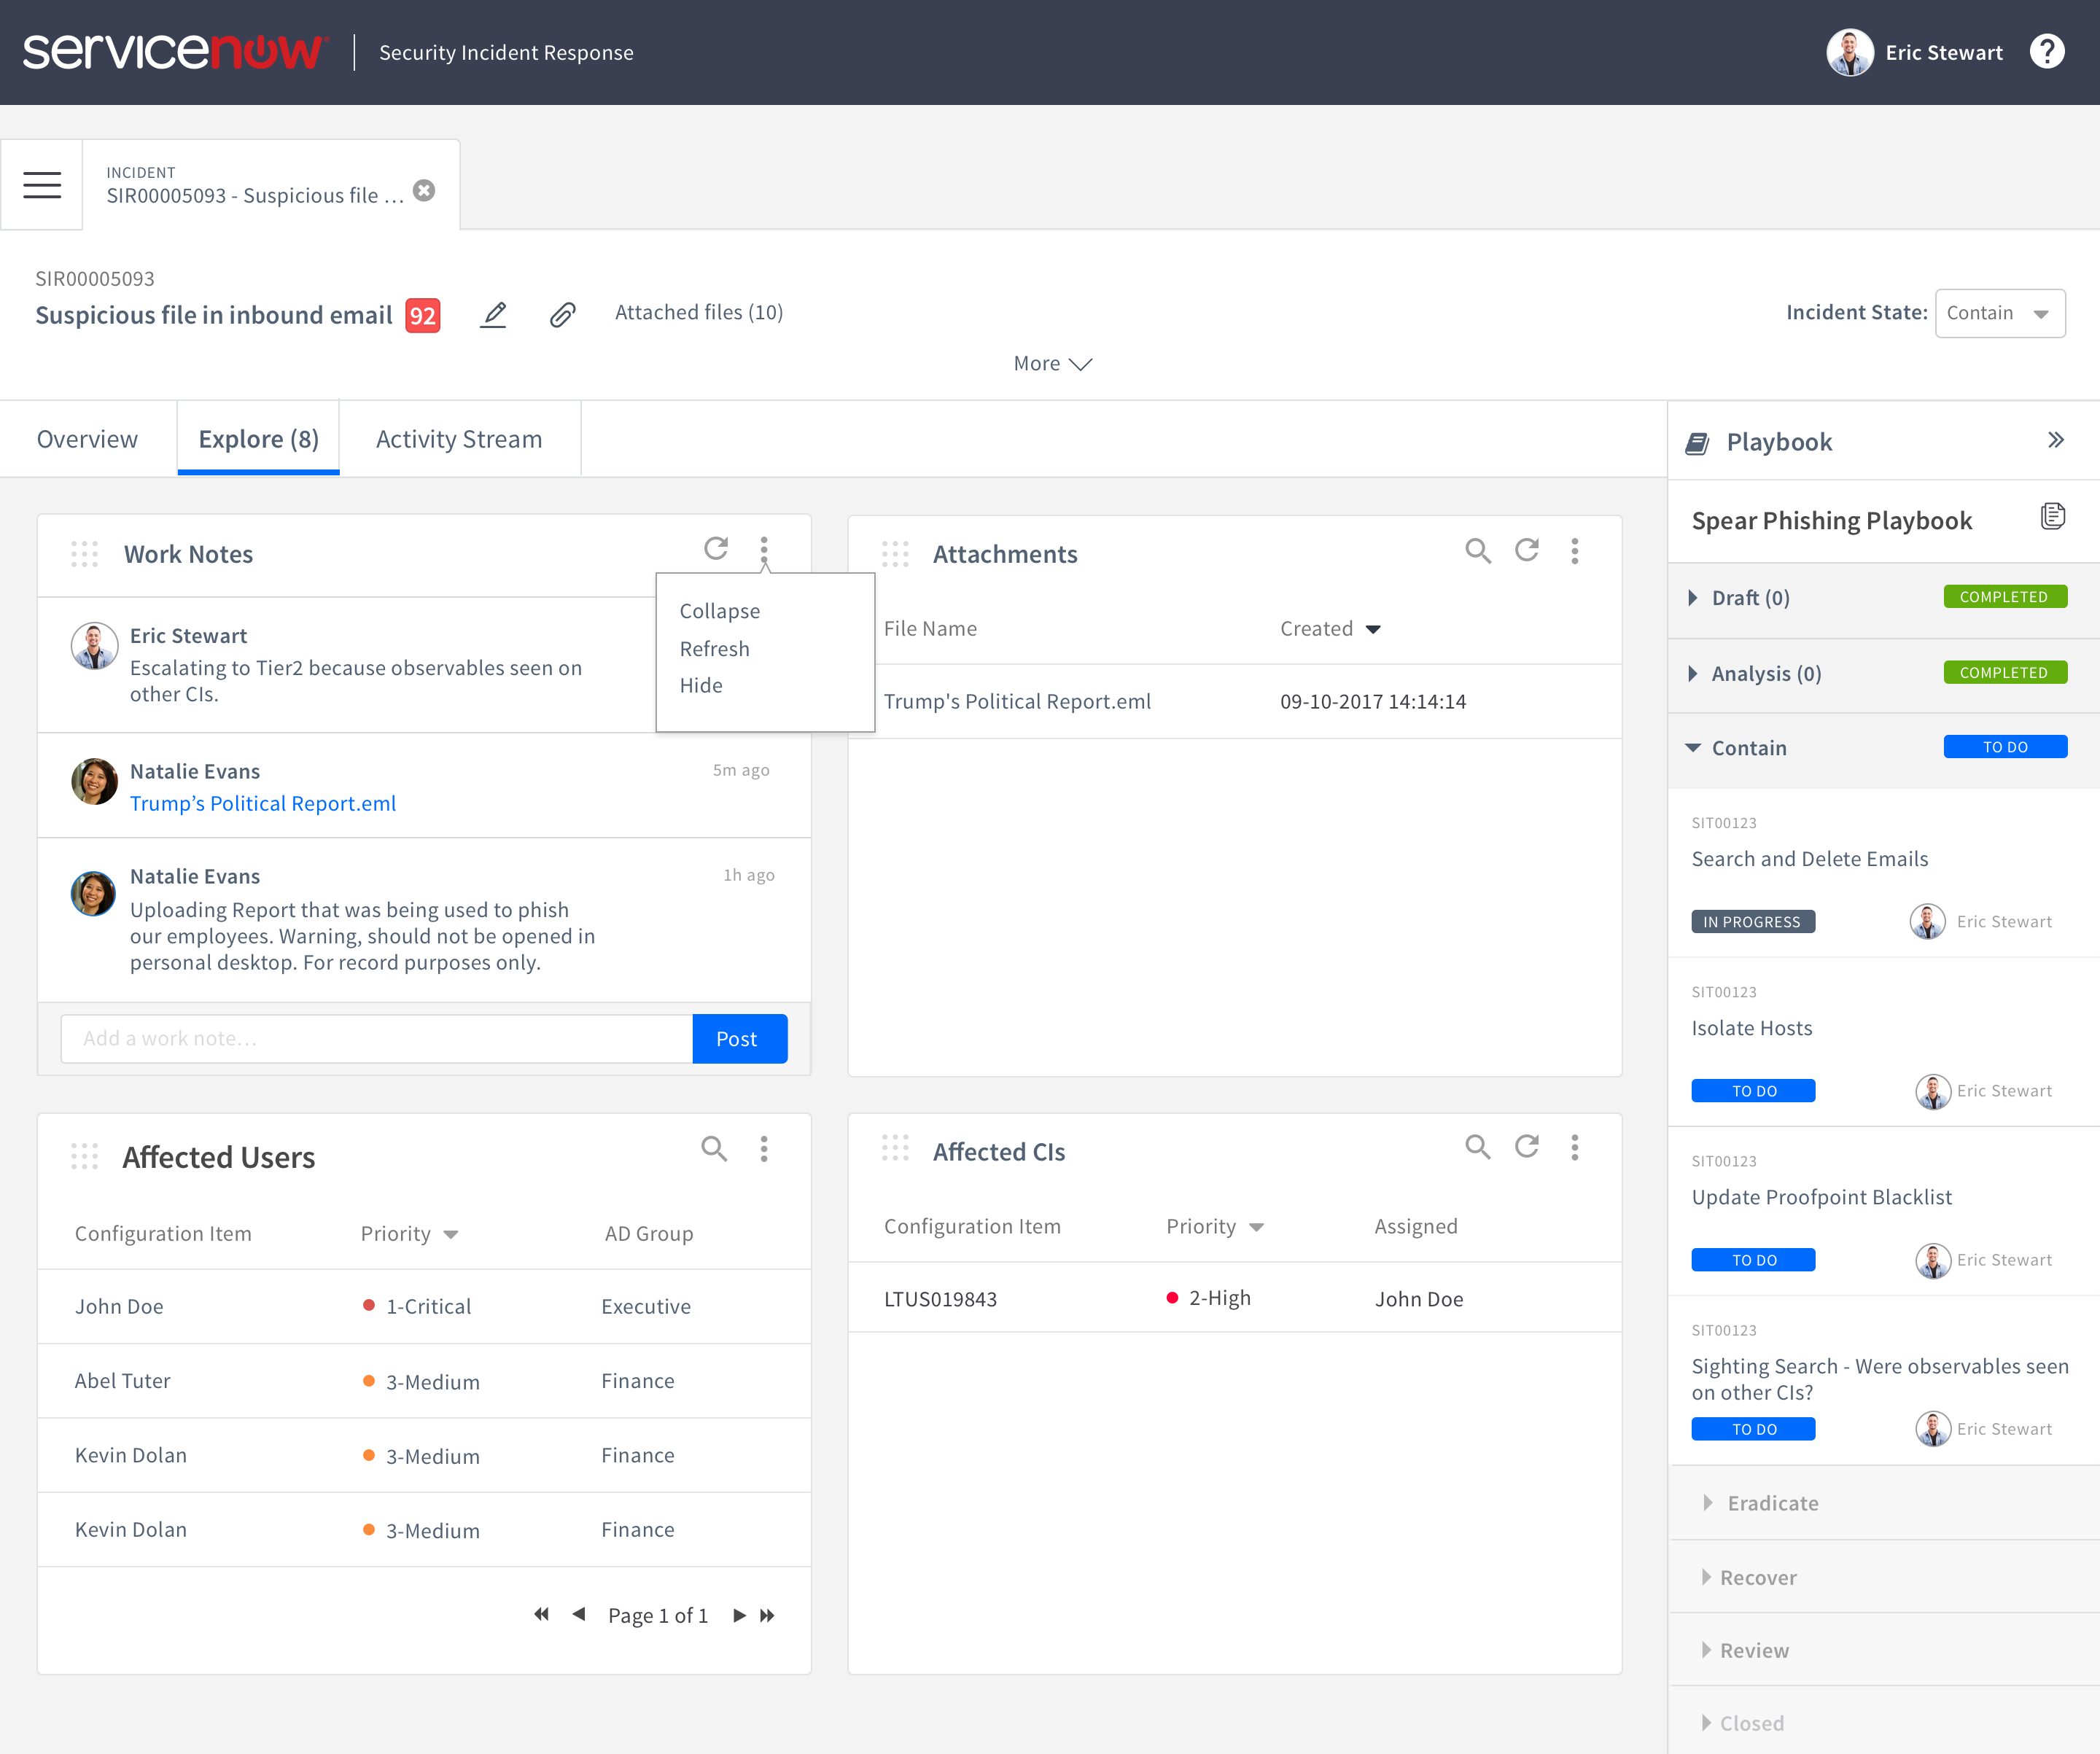 servicenow
Security Incident Response
Eric Stewart
INCIDENT
SIR00005093 - Suspicious file ...
SIR00005093
Suspicious file in inbound email 92
Attached files (10)
Incident State: Contain
More
Overview
Explore (8)
Activity Stream
Work Notes
Collapse
Refresh
Hide
Eric Stewart
Escalating to Tier2 because observables seen on
other CIs.
Natalie Evans
5m ago
Trump’s Political Report.eml
Natalie Evans
1h ago
Uploading Report that was being used to phish
our employees. Warning, should not be opened in
personal desktop. For record purposes only.
Add a work note...
Post
Attachments
File Name Created
Trump's Political Report.eml 09-10-2017 14:14:14
Affected Users
Configuration Item Priority AD Group
John Doe 1-Critical Executive
Abel Tuter 3-Medium Finance
Kevin Dolan 3-Medium Finance
Kevin Dolan 3-Medium Finance
Page 1 of 1
Affected CIs
Configuration Item Priority Assigned
LTUS019843 2-High John Doe
Playbook
Spear Phishing Playbook
Draft (0) COMPLETED
Analysis (0) COMPLETED
Contain TO DO
SIT00123
Search and Delete Emails
IN PROGRESS Eric Stewart
SIT00123
Isolate Hosts
TO DO Eric Stewart
SIT00123
Update Proofpoint Blacklist
TO DO Eric Stewart
SIT00123
Sighting Search - Were observables seen
on other CIs?
TO DO Eric Stewart
Eradicate
Recover
Review
Closed